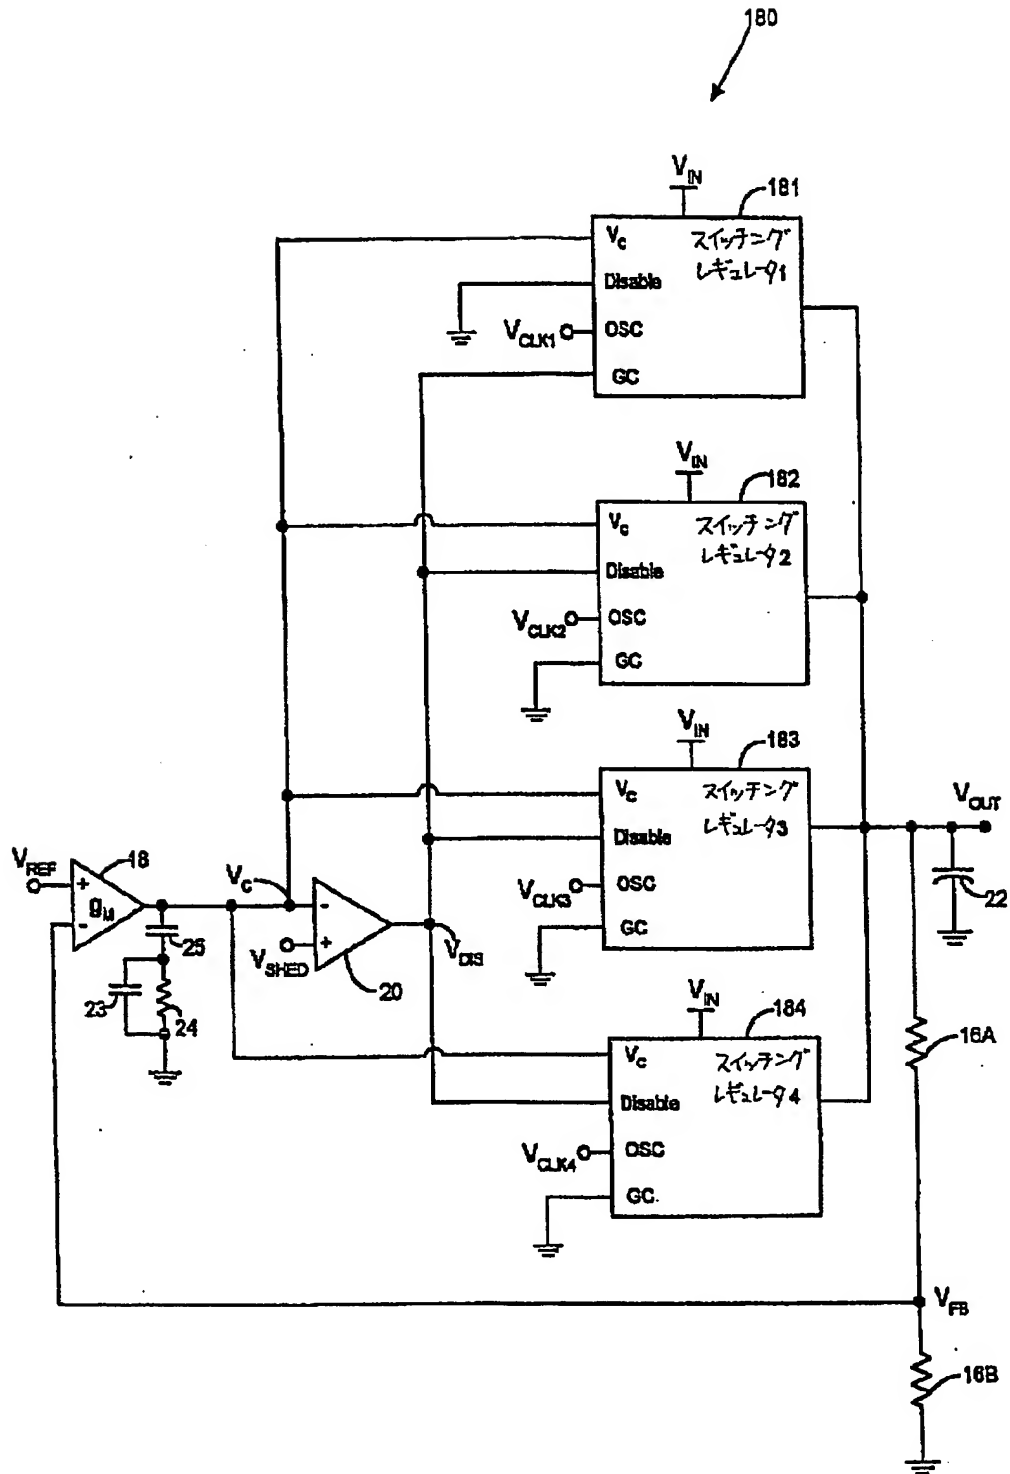 180
V_IN
181
V_C
スイッチング
レギュレータ1
Disable
V_CLK1
OSC
GC
V_IN
182
V_C
スイッチング
レギュレータ2
Disable
V_CLK2
OSC
GC
V_IN
183
V_C
スイッチング
レギュレータ3
Disable
V_CLK3
OSC
GC
V_OUT
22
V_REF
18
+
g_M
-
V_C
-
+
V_SHED
20
V_DIS
25
23
24
V_IN
184
V_C
スイッチング
レギュレータ4
Disable
V_CLK4
OSC
GC
16A
V_FB
16B